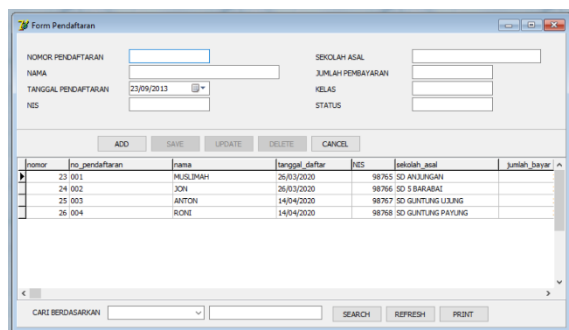 Form Pendaftaran
NOMOR PENDAFTARAN SEKOLAH ASAL
NAMA JUMLAH PEMBAYARAN
TANGGAL PENDAFTARAN 23/09/2013 KELAS
NIS STATUS
ADD SAVE UPDATE DELETE CANCEL
nomor no_pendaftaran nama tanggal_daftar NIS sekolah_asal jumlah_bayar
23 001 MUSLIMAH 26/03/2020 98765 SD ANJUNGAN
24 002 JON 26/03/2020 98766 SD 5 BARABAI
25 003 ANTON 14/04/2020 98767 SD GUNTUNG UJUNG
26 004 RONI 14/04/2020 98768 SD GUNTUNG PAYUNG
CARI BERDASARKAN SEARCH REFRESH PRINT